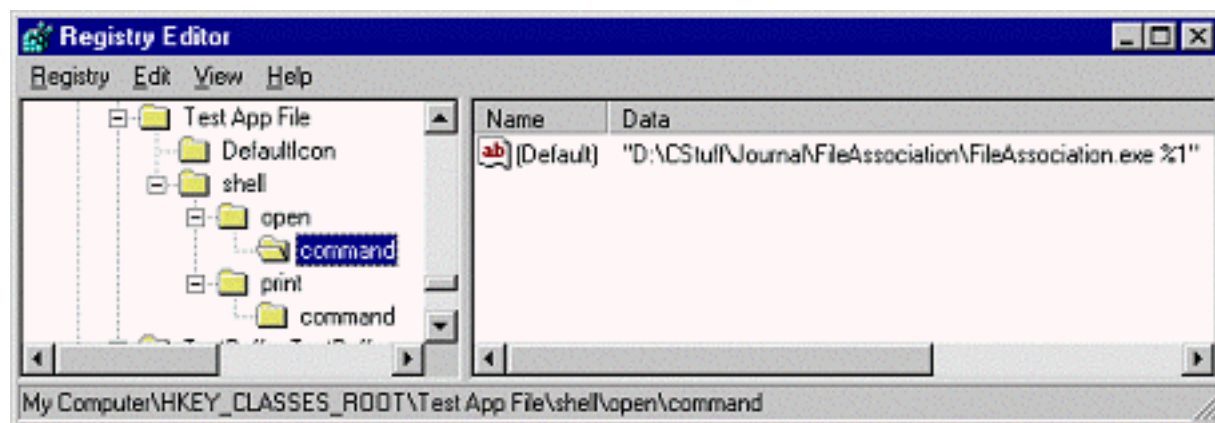 Registry Editor
Registry Edit View Help
Test App File
DefaultIcon
shell
open
command
print
command
Name Data
ab (Default) "D:\CStuff\Journal\FileAssociation\FileAssociation.exe %1"
My Computer\HKEY_CLASSES_ROOT\Test App File\shell\open\command